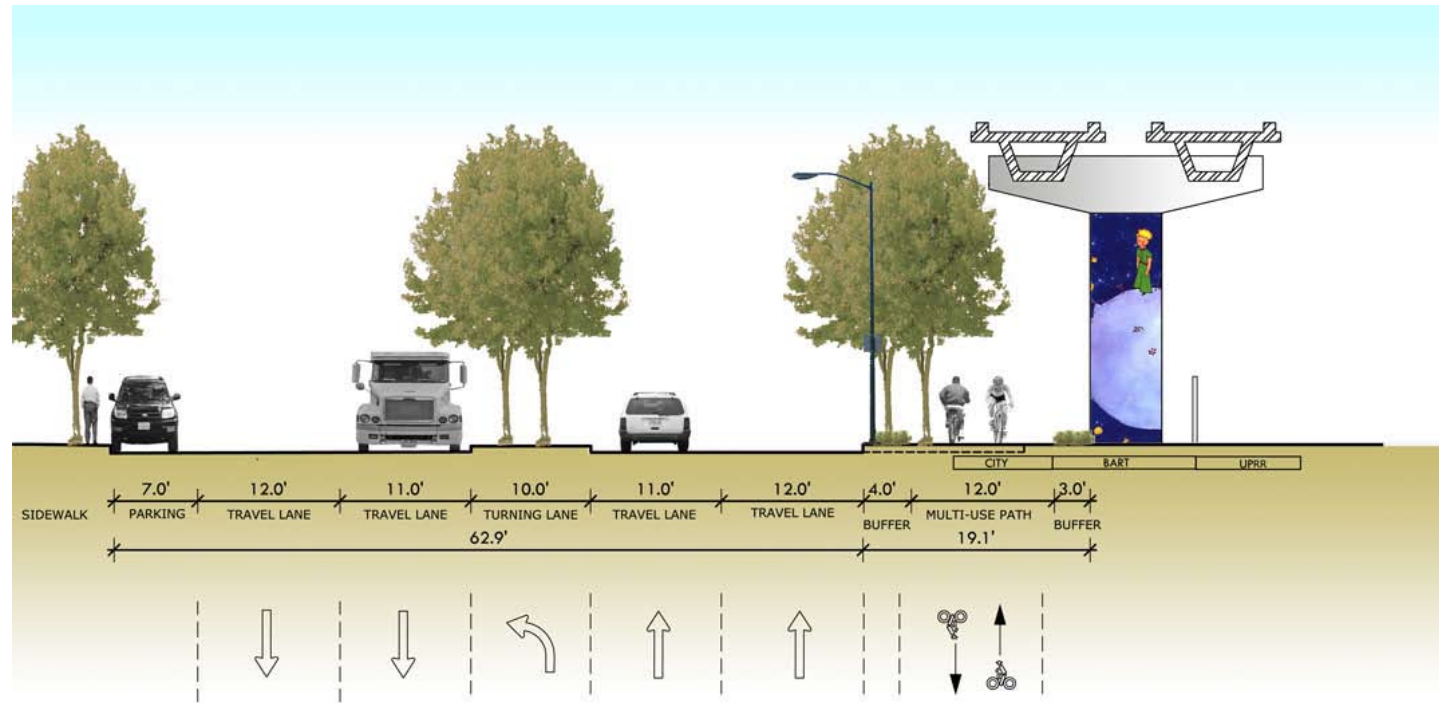 CITY BART UPRR
7.0' 12.0' 11.0' 10.0' 11.0' 12.0' 4.0' 12.0' 3.0'
SIDEWALK PARKING TRAVEL LANE TRAVEL LANE TURNING LANE TRAVEL LANE TRAVEL LANE BUFFER MULTI-USE PATH BUFFER
62.9' 19.1'